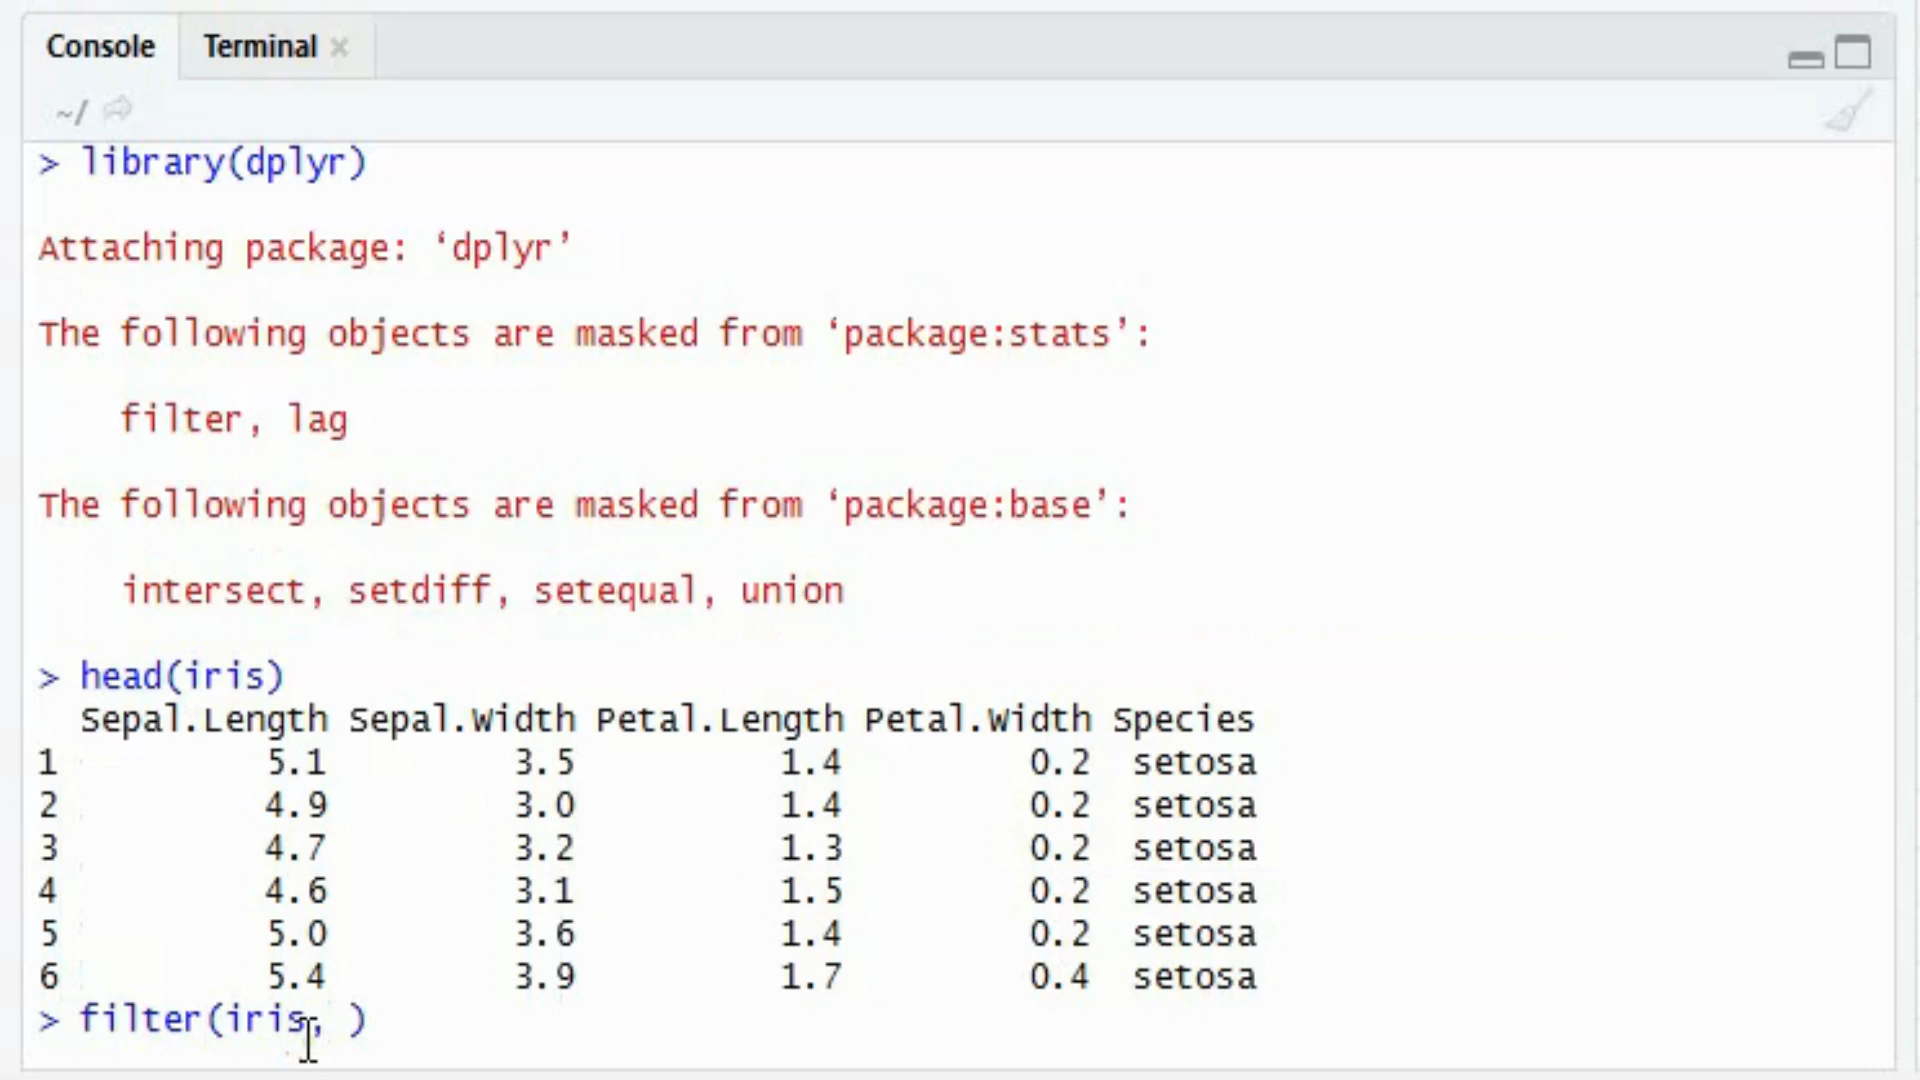 Console Terminal ×
~/
> library(dplyr)
Attaching package: ‘dplyr’
The following objects are masked from ‘package:stats’:
filter, lag
The following objects are masked from ‘package:base’:
intersect, setdiff, setequal, union
> head(iris)
Sepal.Length Sepal.Width Petal.Length Petal.Width Species
1 5.1 3.5 1.4 0.2 setosa
2 4.9 3.0 1.4 0.2 setosa
3 4.7 3.2 1.3 0.2 setosa
4 4.6 3.1 1.5 0.2 setosa
5 5.0 3.6 1.4 0.2 setosa
6 5.4 3.9 1.7 0.4 setosa
> filter(iris, )